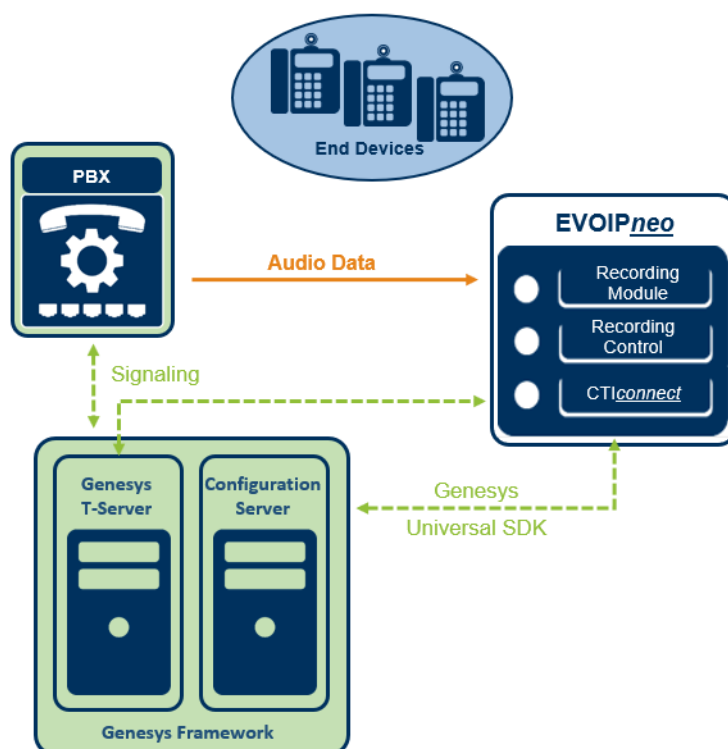 End Devices
PBX
EVOIPneo
Audio Data
Recording
Module
Recording
Control
CTIconnect
Signaling
Genesys
T-Server
Configuration
Server
Genesys
Universal SDK
Genesys Framework